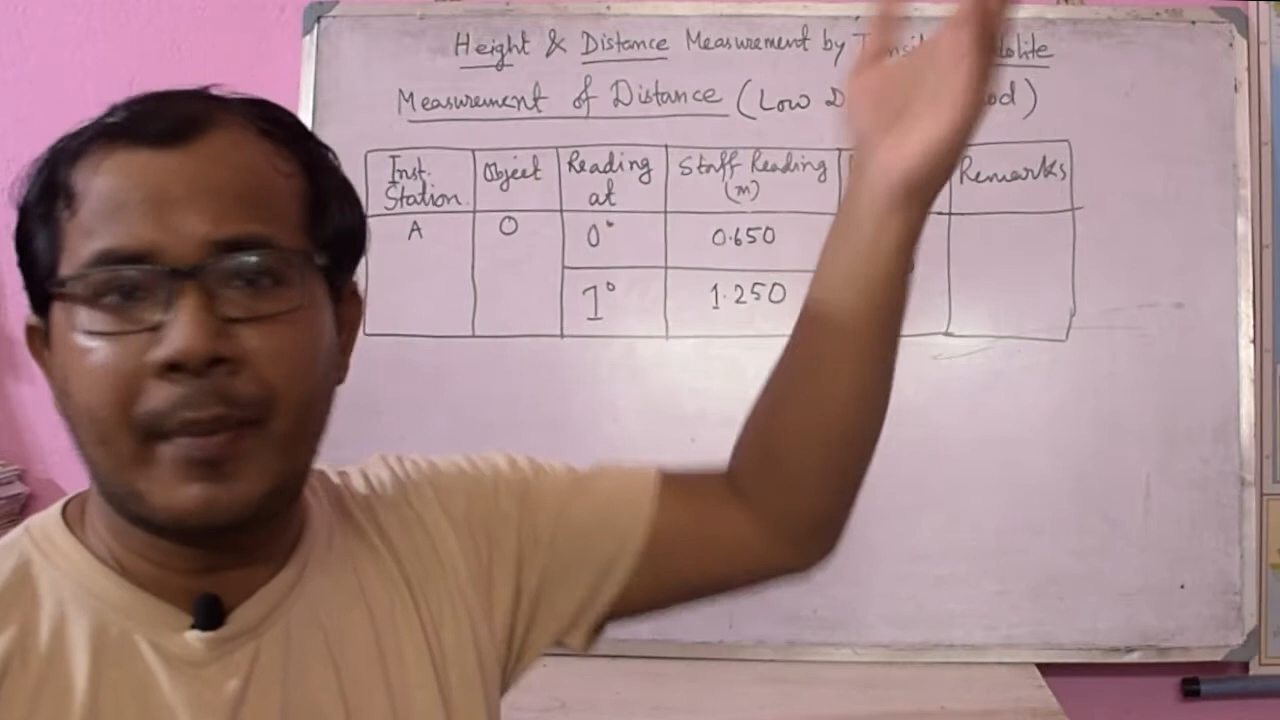 Height & Distance Measurement by
Measurement of Distance (Low
Inst. Station Object Reading at Staff Reading (m) Remarks
A O 0° 0.650
1° 1.250